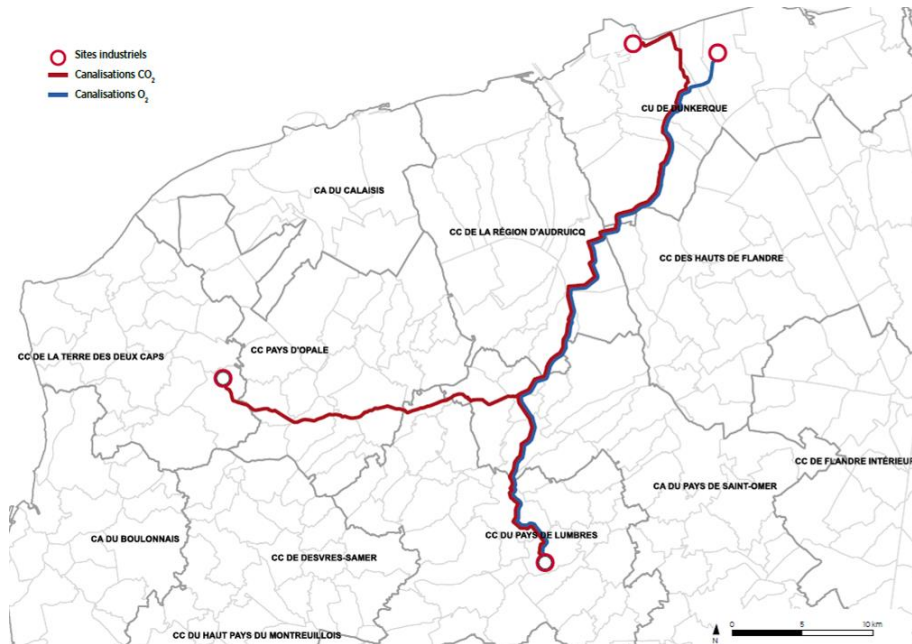 Sites industriels
Canalisations CO₂
Canalisations O₂
CU DE DUNKERQUE
CA DU CALAISIS
CC DE LA RÉGION D'AUDRUICQ
CC DES HAUTS DE FLANDRE
CC DE LA TERRE DES DEUX CAPS
CC PAYS D'OPALE
CC DE FLANDRE INTÉRIEUR
CA DU PAYS DE SAINT-OMER
CA DU BOULONNAIS
CC DU PAYS DE LUMBRES
CC DE DESVRES-SAMER
CC DU HAUT PAYS DU MONTREUILLOIS
N
0 5 10 km